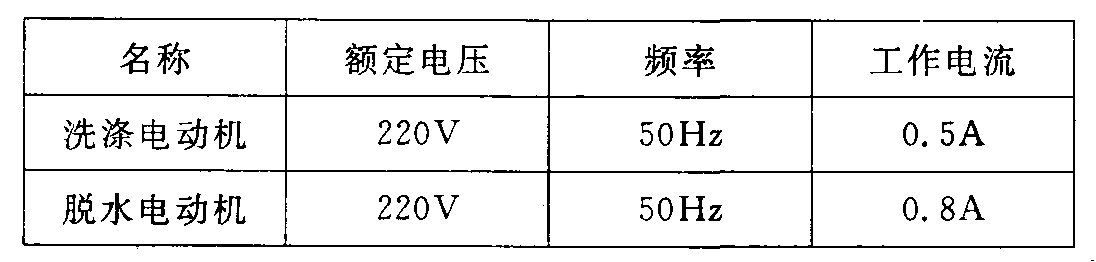 名称 额定电压 频率 工作电流
洗涤电动机 220V 50Hz 0.5A
脱水电动机 220V 50Hz 0.8A